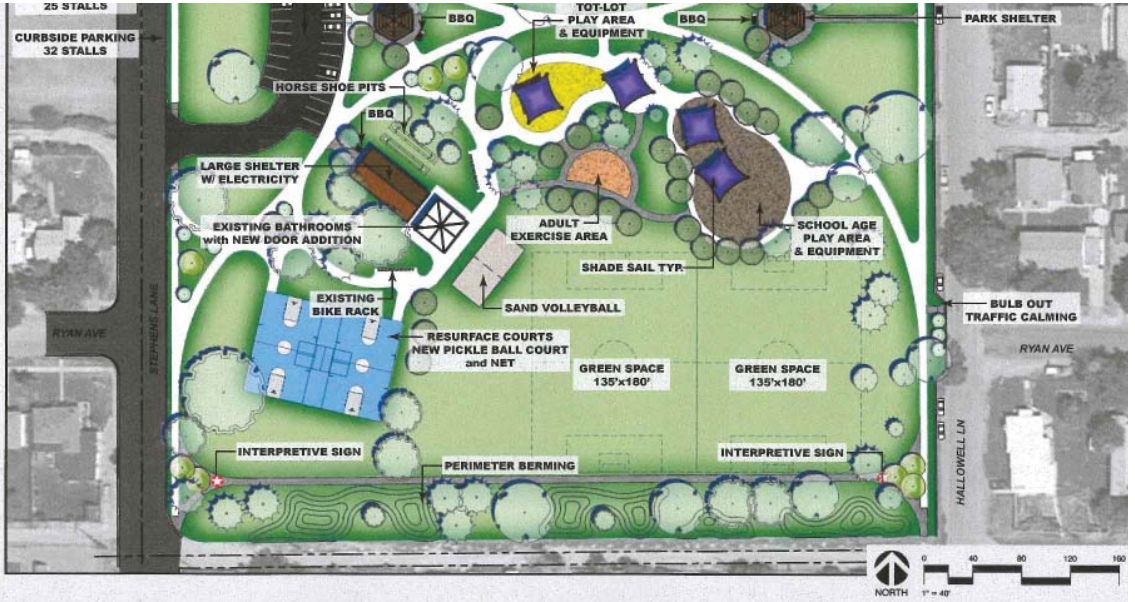 25 STALLS
CURBSIDE PARKING
32 STALLS
BBQ
TOT-LOT
PLAY AREA
& EQUIPMENT
BBQ
PARK SHELTER
HORSE SHOE PITS
BBQ
LARGE SHELTER
W/ ELECTRICITY
EXISTING BATHROOMS
with NEW DOOR ADDITION
ADULT
EXERCISE AREA
SCHOOL AGE
PLAY AREA
& EQUIPMENT
SHADE SAIL TYP.
EXISTING
BIKE RACK
SAND VOLLEYBALL
BULB OUT
TRAFFIC CALMING
RYAN AVE
STEPHENS LANE
RESURFACE COURTS
NEW PICKLE BALL COURT
and NET
RYAN AVE
GREEN SPACE
135'x180'
GREEN SPACE
135'x180'
INTERPRETIVE SIGN
PERIMETER BERMING
INTERPRETIVE SIGN
HALLOWELL LN
NORTH
0 40 80 120 160
1" = 40'